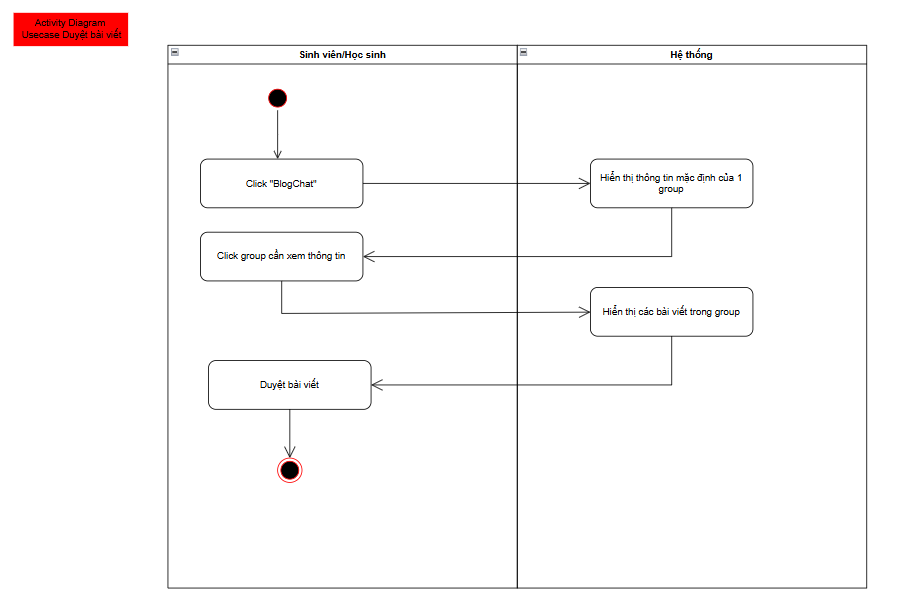 Activity Diagram
Usecase Duyệt bài viết
Sinh viên/Học sinh
Hệ thống
Click "BlogChat"
Hiển thị thông tin mặc định của 1
group
Click group cần xem thông tin
Hiển thị các bài viết trong group
Duyệt bài viết